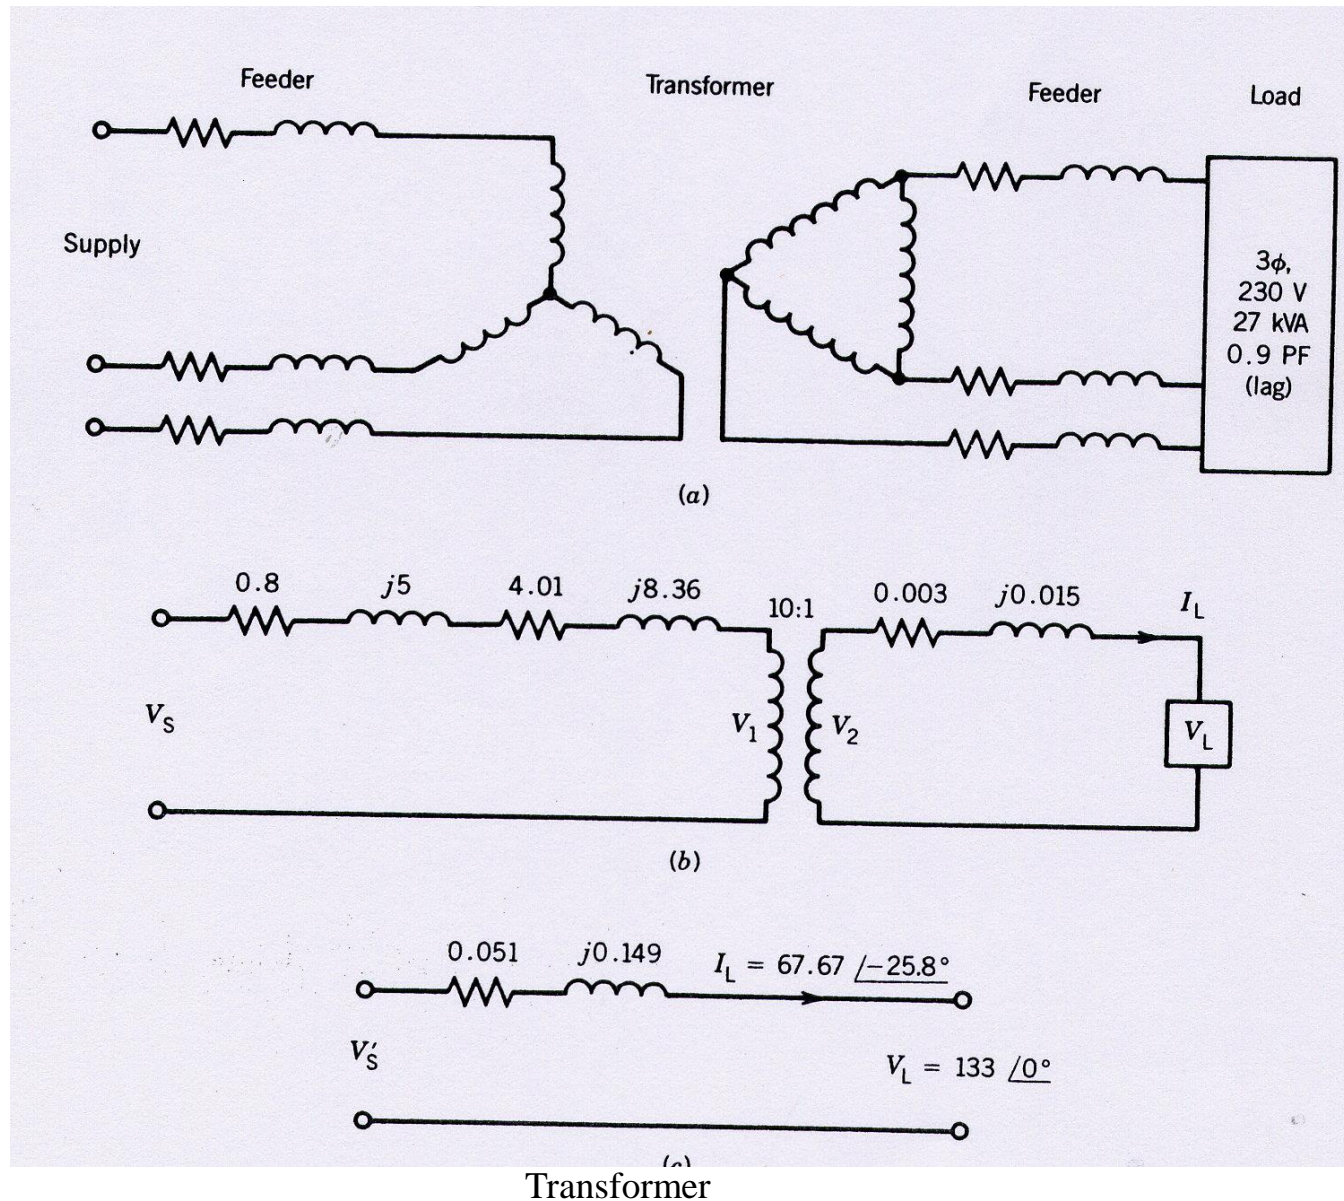 Feeder
Transformer
Feeder
Load
Supply
3ϕ,
230 V
27 kVA
0.9 PF
(lag)
(a)
0.8
j5
4.01
j8.36
10:1
0.003
j0.015
I_L
V_S
V_1
V_2
V_L
(b)
0.051
j0.149
I_L = 67.67 /−25.8°
V_S′
V_L = 133 /0°
(c)
Transformer